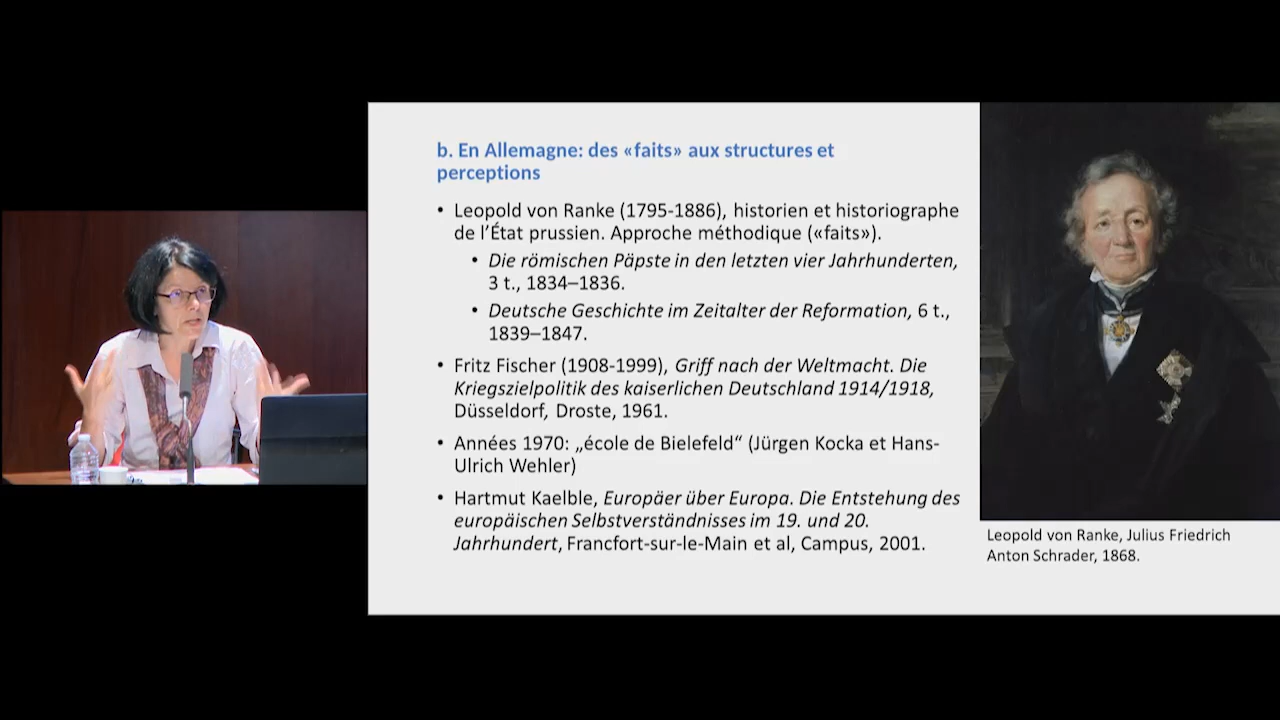 b. En Allemagne: des «faits» aux structures et
perceptions
• Leopold von Ranke (1795-1886), historien et historiographe
de l’État prussien. Approche méthodique («faits»).
• Die römischen Päpste in den letzten vier Jahrhunderten,
3 t., 1834–1836.
• Deutsche Geschichte im Zeitalter der Reformation, 6 t.,
1839–1847.
• Fritz Fischer (1908-1999), Griff nach der Weltmacht. Die
Kriegszielpolitik des kaiserlichen Deutschland 1914/1918,
Düsseldorf, Droste, 1961.
• Années 1970: „école de Bielefeld“ (Jürgen Kocka et Hans-
Ulrich Wehler)
• Hartmut Kaelble, Europäer über Europa. Die Entstehung des
europäischen Selbstverständnisses im 19. und 20.
Jahrhundert, Francfort-sur-le-Main et al, Campus, 2001.
Leopold von Ranke, Julius Friedrich
Anton Schrader, 1868.